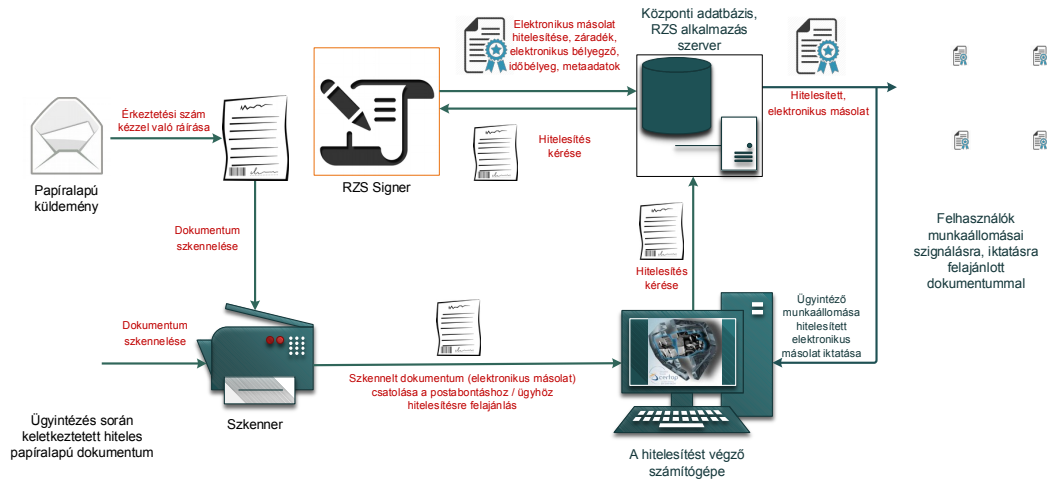 Központi adatbázis,
RZS alkalmazás
szerver
Elektronikus másolat
hitelesítése, záradék,
elektronikus bélyegző,
időbélyeg, metaadatok
Érkeztetési szám
kézzel való ráírása
Hitelesített,
elektronikus másolat
Hitelesítés
kérése
Papíralapú
küldemény
RZS Signer
Dokumentum
szkennelése
Hitelesítés
kérése
Felhasználók
munkaállomásai
szignálásra, iktatásra
felajánlott
dokumentummal
Dokumentum
szkennelése
Ügyintéző
munkaállomása
hitelesített
elektronikus
másolat iktatása
Szkennelt dokumentum (elektronikus másolat)
csatolása a postabontáshoz / ügyhöz
hitelesítésre felajánlás
Ügyintézés során
keletkeztetett hiteles
papíralapú dokumentum
Szkenner
A hitelesítést végző
számítógépe